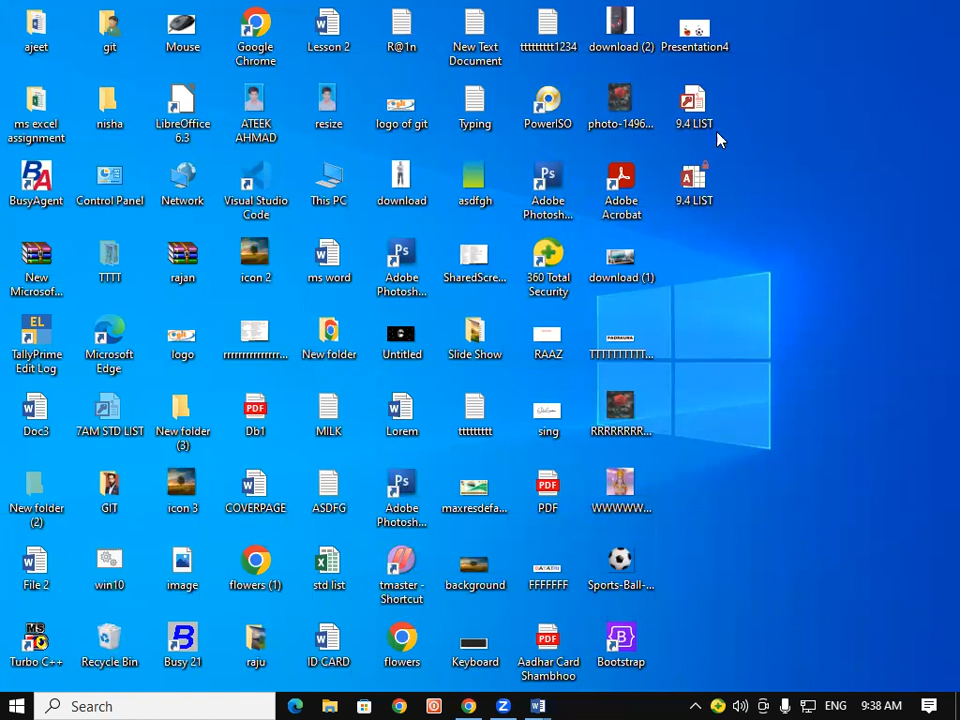 ajeet
git
Mouse
Google
Chrome
Lesson 2
R@1n
New Text
Document
ttttttttt1234
download (2)
Presentation4
ms excel
assignment
nisha
LibreOffice
6.3
ATEEK
AHMAD
resize
logo of git
Typing
PowerISO
photo-1496...
9.4 LIST
BusyAgent
Control Panel
Network
Visual Studio
Code
This PC
download
asdfgh
Adobe
Photosh...
Adobe
Acrobat
9.4 LIST
New
Microsof...
TTTT
rajan
icon 2
ms word
Adobe
Photosh...
SharedScre...
360 Total
Security
download (1)
TallyPrime
Edit Log
Microsoft
Edge
logo
rrrrrrrrrrrrrr...
New folder
Untitled
Slide Show
RAAZ
TTTTTTTTTT...
Doc3
7AM STD LIST
New folder
(3)
Db1
MILK
Lorem
ttttttttt
sing
RRRRRRRR...
New folder
(2)
GIT
icon 3
COVERPAGE
ASDFG
Adobe
Photosh...
maxresdefa...
PDF
WWWWW...
File 2
win10
image
flowers (1)
std list
tmaster -
Shortcut
background
FFFFFFF
Sports-Ball-...
Turbo C++
Recycle Bin
Busy 21
raju
ID CARD
flowers
Keyboard
Aadhar Card
Shambhoo
Bootstrap
Search
ENG
9:38 AM